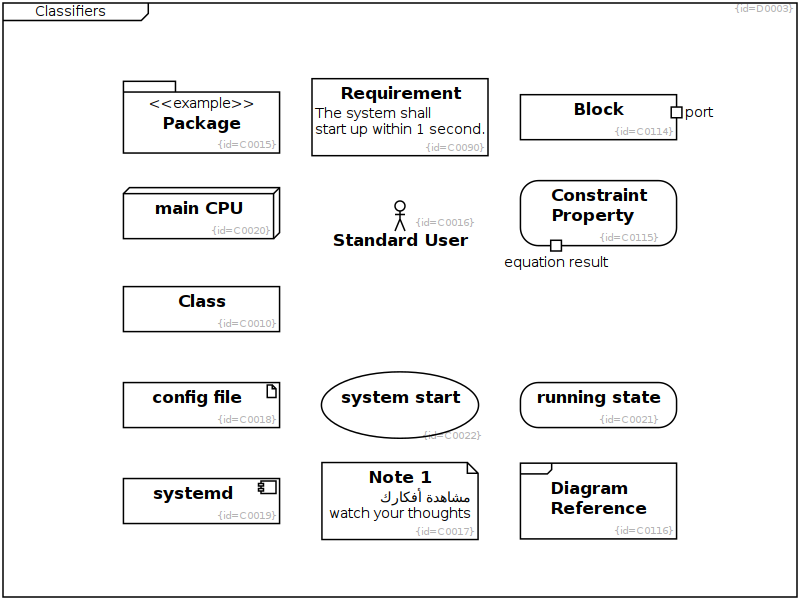 Classifiers
{id=D0003}
<<example>>
Package
{id=C0015}
Requirement
The system shall
start up within 1 second.
{id=C0090}
Block
port
{id=C0114}
main CPU
{id=C0020}
{id=C0016}
Standard User
Constraint
Property
{id=C0115}
equation result
Class
{id=C0010}
config file
{id=C0018}
system start
{id=C0022}
running state
{id=C0021}
systemd
{id=C0019}
Note 1
مشاهدة أفكارك
watch your thoughts
{id=C0017}
Diagram
Reference
{id=C0116}